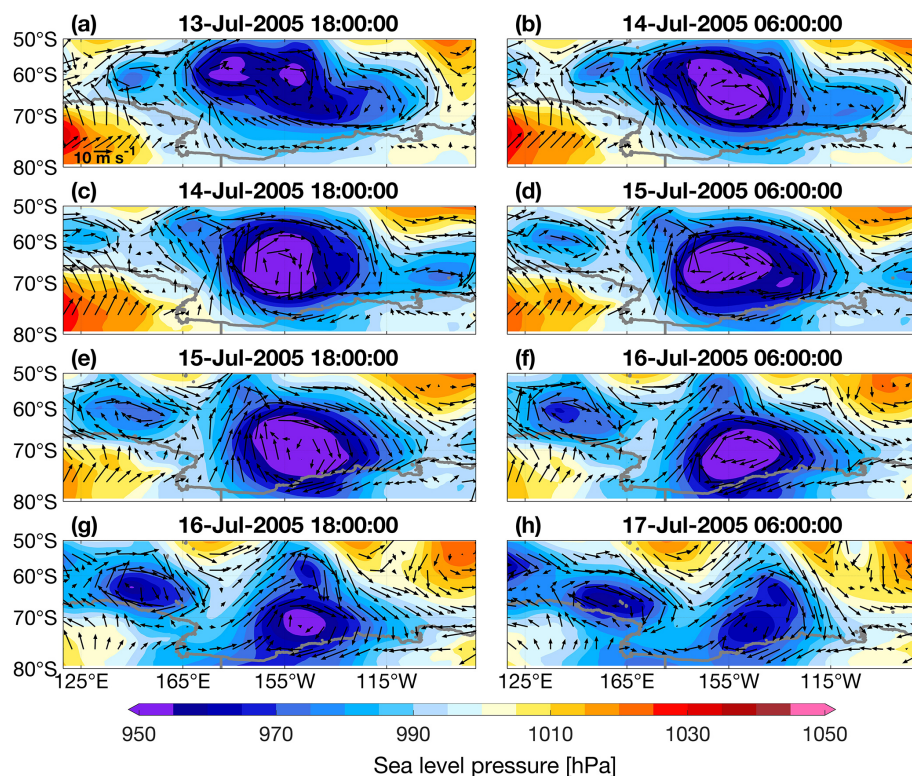 (a) 13-Jul-2005 18:00:00
(b) 14-Jul-2005 06:00:00
50°S
60°S
70°S
80°S
10 m s⁻¹
(c) 14-Jul-2005 18:00:00
(d) 15-Jul-2005 06:00:00
50°S
60°S
70°S
80°S
(e) 15-Jul-2005 18:00:00
(f) 16-Jul-2005 06:00:00
50°S
60°S
70°S
80°S
(g) 16-Jul-2005 18:00:00
(h) 17-Jul-2005 06:00:00
50°S
60°S
70°S
80°S
125°E 165°E 155°W 115°W
125°E 165°E 155°W 115°W
950 970 990 1010 1030 1050
Sea level pressure [hPa]